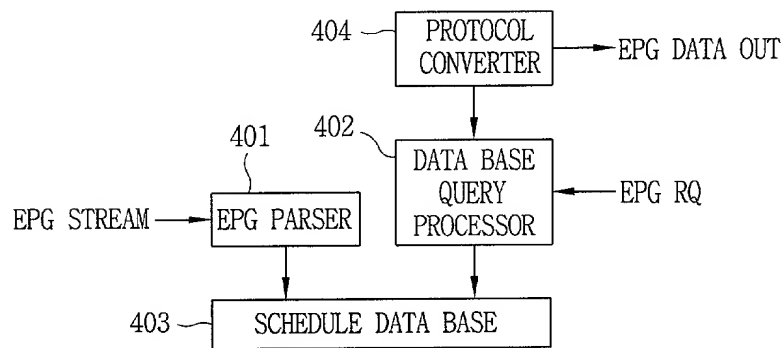 404
PROTOCOL
CONVERTER
EPG DATA OUT
402
401
DATA BASE
QUERY
PROCESSOR
EPG RQ
EPG STREAM
EPG PARSER
403
SCHEDULE DATA BASE